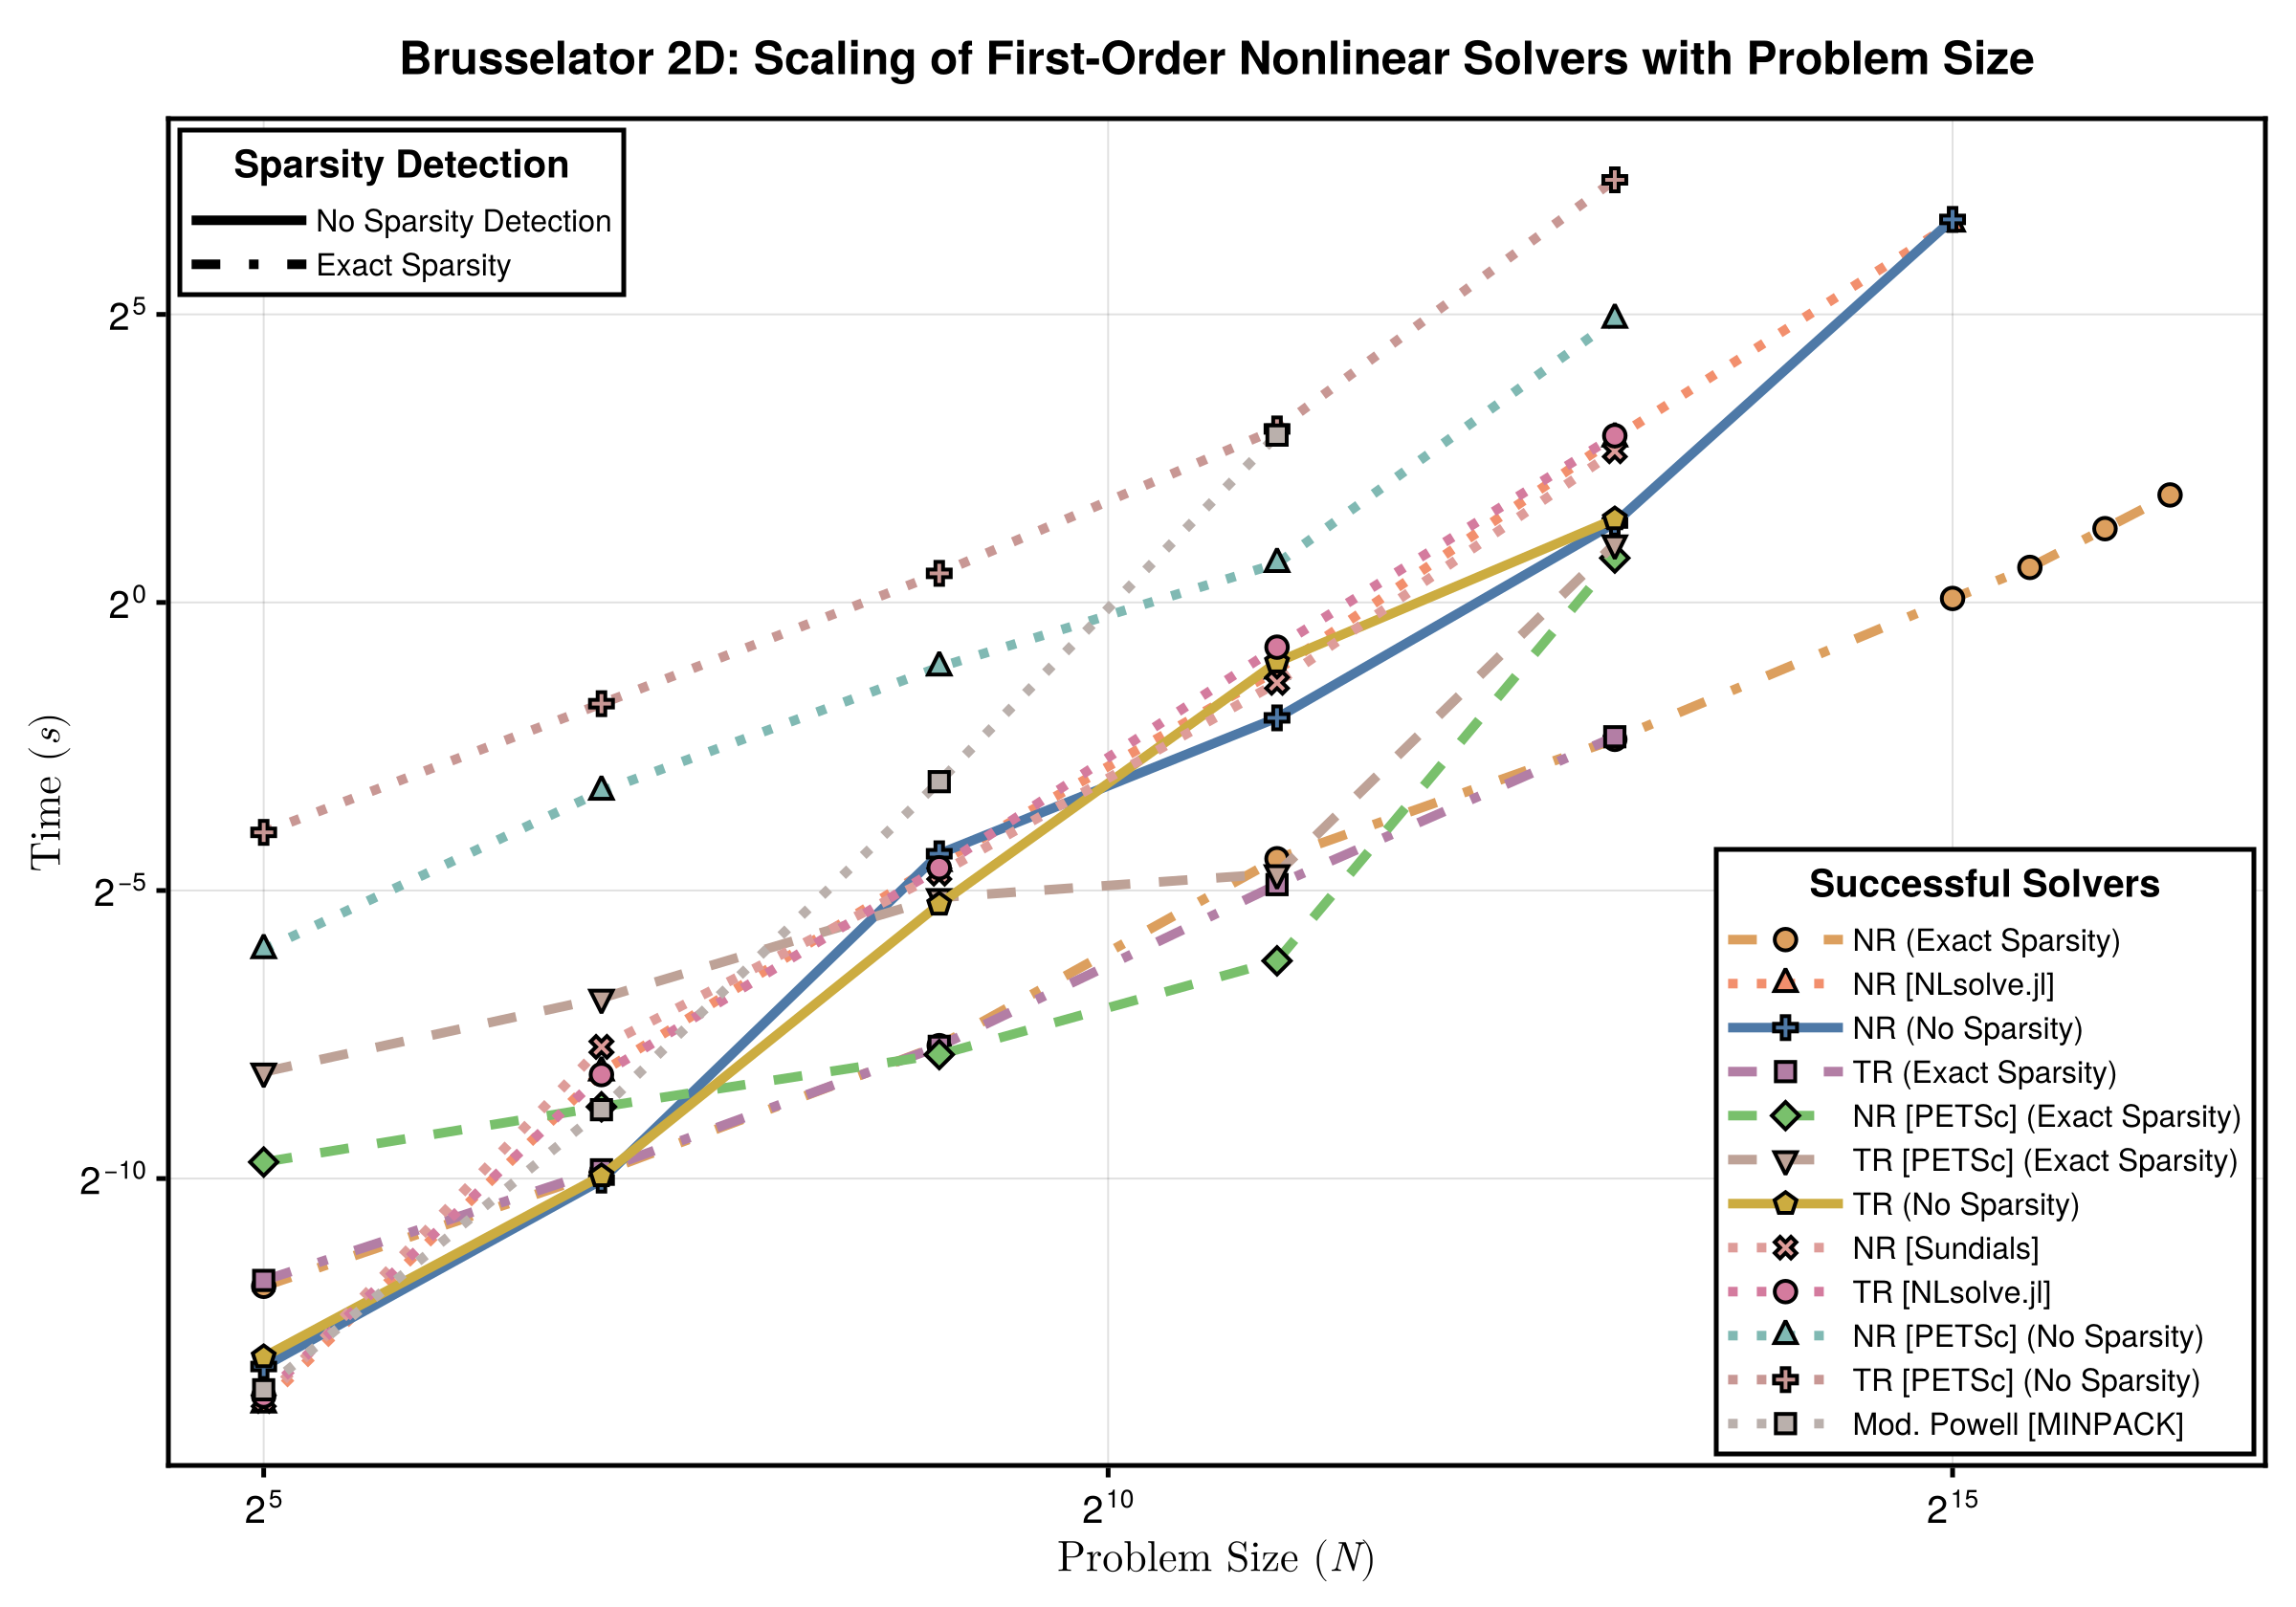 Brusselator 2D: Scaling of First-Order Nonlinear Solvers with Problem Size
Sparsity Detection
No Sparsity Detection
Exact Sparsity
2^5
2^0
2^-5
2^-10
Time (s)
Successful Solvers
NR (Exact Sparsity)
NR [NLsolve.jl]
NR (No Sparsity)
TR (Exact Sparsity)
NR [PETSc] (Exact Sparsity)
TR [PETSc] (Exact Sparsity)
TR (No Sparsity)
NR [Sundials]
TR [NLsolve.jl]
NR [PETSc] (No Sparsity)
TR [PETSc] (No Sparsity)
Mod. Powell [MINPACK]
2^5 2^10 2^15
Problem Size (N)